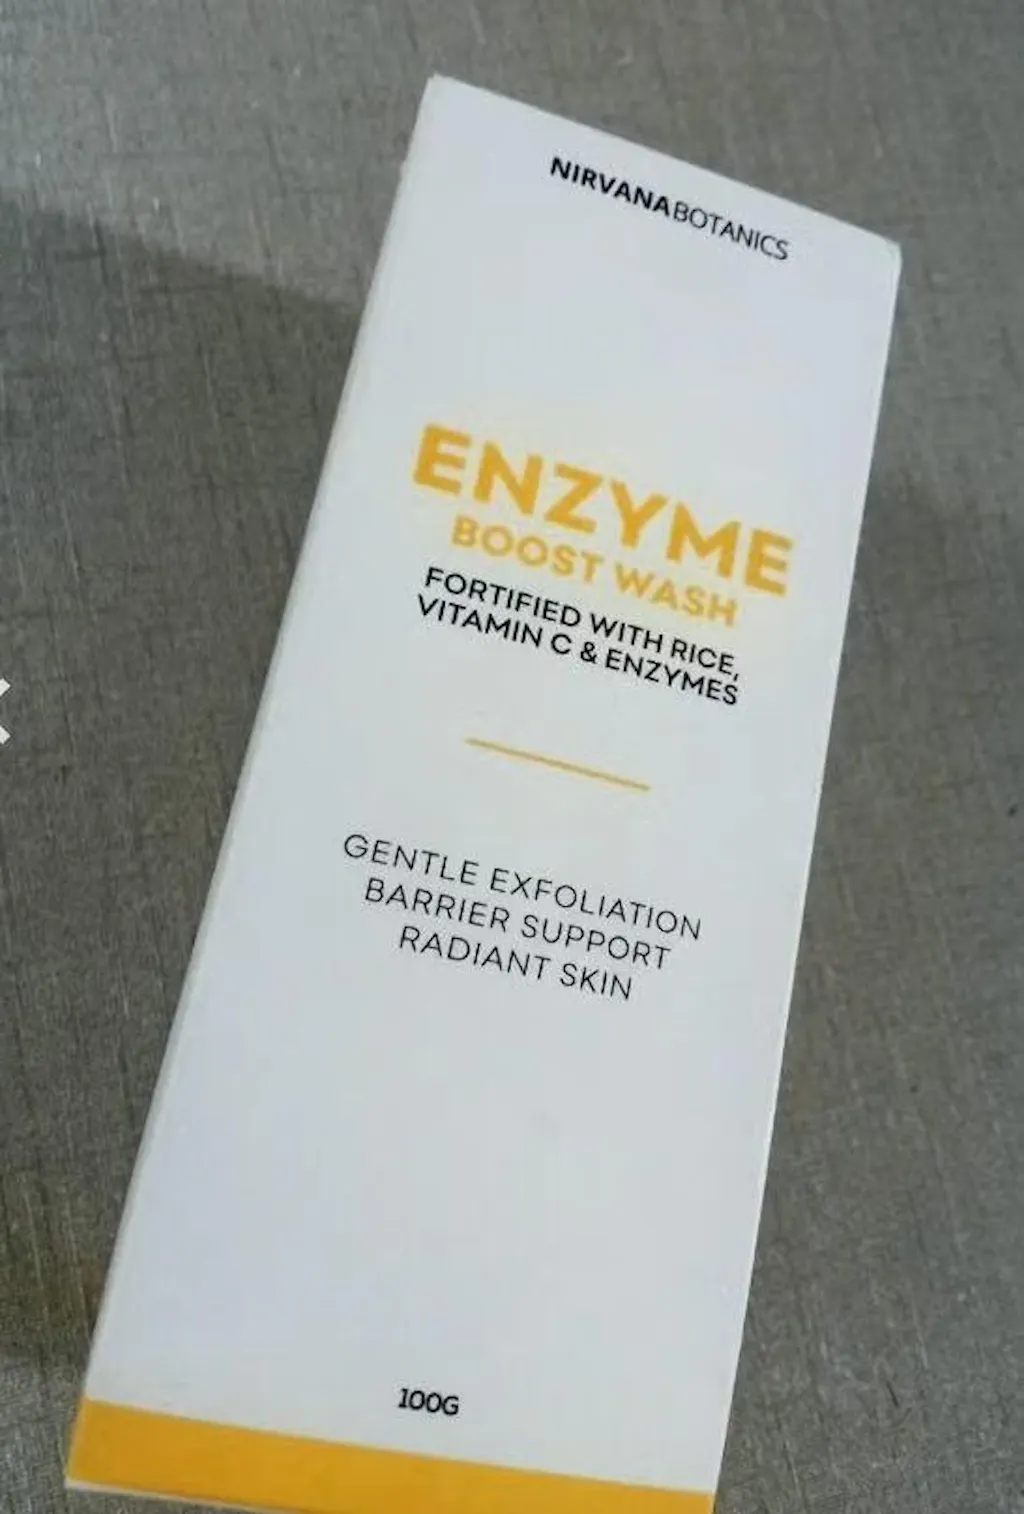 NIRVANABOTANICS
ENZYME
BOOST WASH
FORTIFIED WITH RICE,
VITAMIN C & ENZYMES
GENTLE EXFOLIATION
BARRIER SUPPORT
RADIANT SKIN
100G